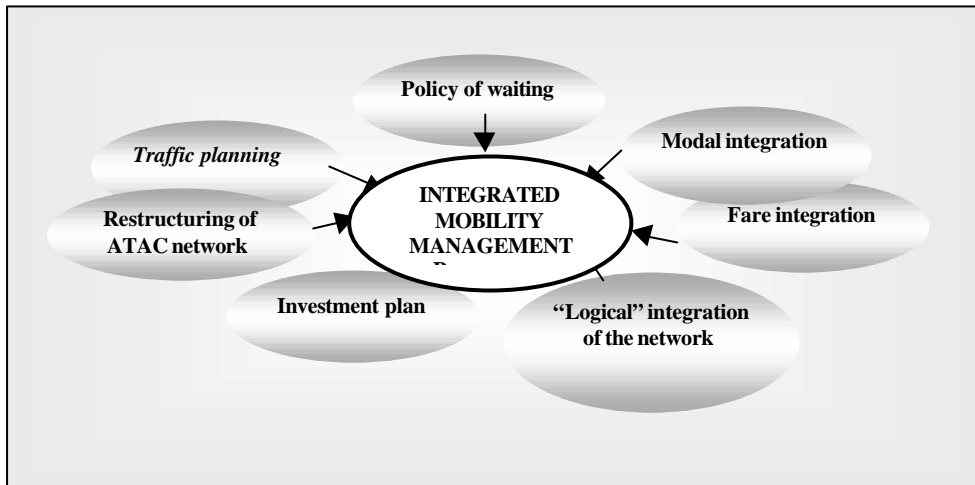 Policy of waiting
Modal integration
Traffic planning
INTEGRATED
MOBILITY
MANAGEMENT
Restructuring of
ATAC network
Fare integration
Investment plan
“Logical” integration
of the network